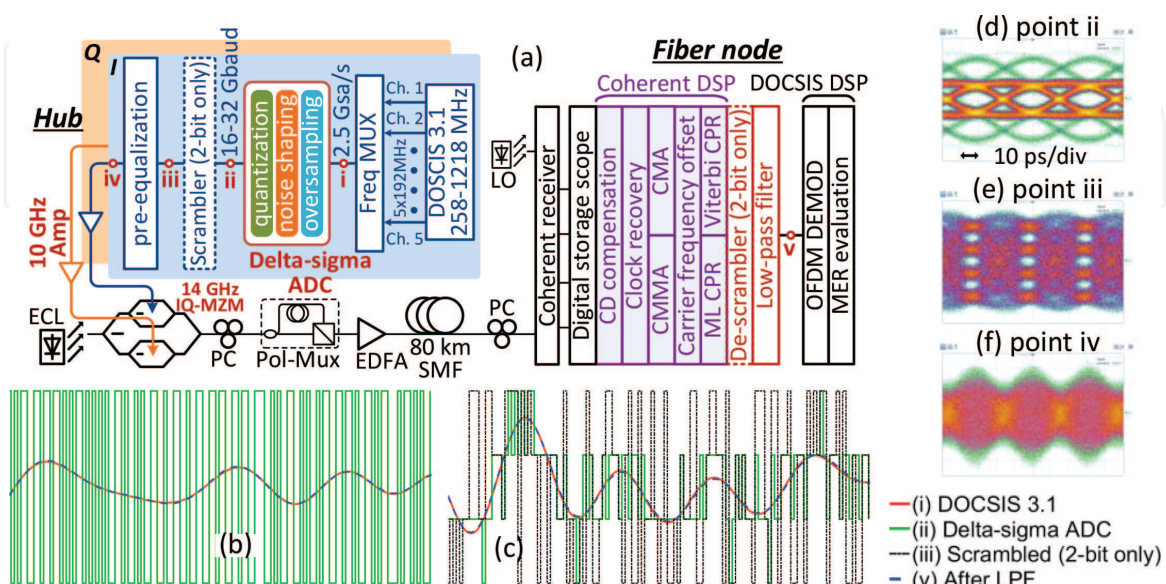 (a)
Hub
Q
I
pre-equalization
Scrambler (2-bit only)
16-32 Gbaud
quantization
noise shaping
oversampling
Delta-sigma
ADC
2.5 Gsa/s
Freq MUX
Ch. 1
Ch. 2
5x192MHz
Ch. 5
DOSCIS 3.1
258-1218 MHz
iv
iii
ii
i
10 GHz
Amp
14 GHz
IQ-MZM
ECL
PC
Pol-Mux
EDFA
80 km
SMF
PC
LO
Fiber node
Coherent DSP
DOCSIS DSP
Coherent receiver
Digital storage scope
CD compensation
Clock recovery
CMMA
CMA
Carrier frequency offset
ML CPR
Viterbi CPR
De-scrambler (2-bit only)
Low-pass filter
v
OFDM DEMOD
MER evaluation
(b)
(c)
(d) point ii
10 ps/div
(e) point iii
(f) point iv
(i) DOCSIS 3.1
(ii) Delta-sigma ADC
(iii) Scrambled (2-bit only)
(v) After LPF